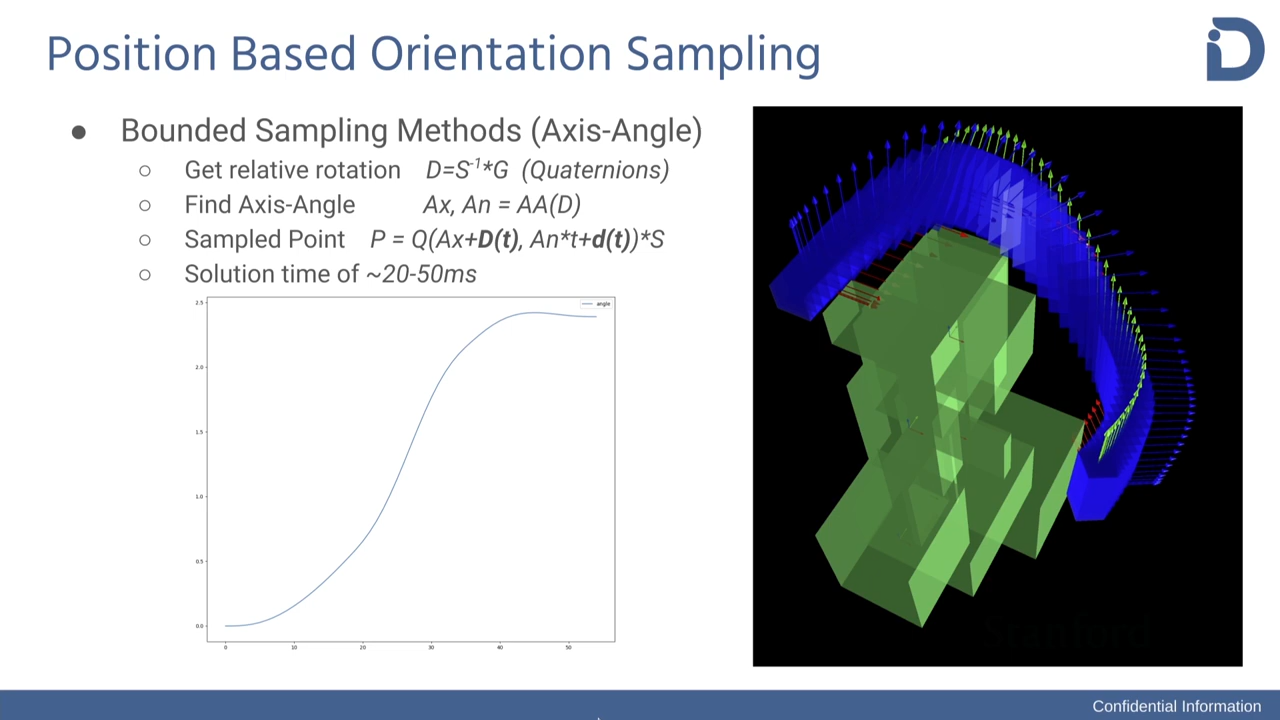 Position Based Orientation Sampling
● Bounded Sampling Methods (Axis-Angle)
○ Get relative rotation D=S⁻¹*G (Quaternions)
○ Find Axis-Angle Ax, An = AA(D)
○ Sampled Point P = Q(Ax+D(t), An*t+d(t))*S
○ Solution time of ~20-50ms
angle
2.5
2.0
1.5
1.0
0.5
0.0
0 10 20 30 40 50
Stanford
Confidential Information